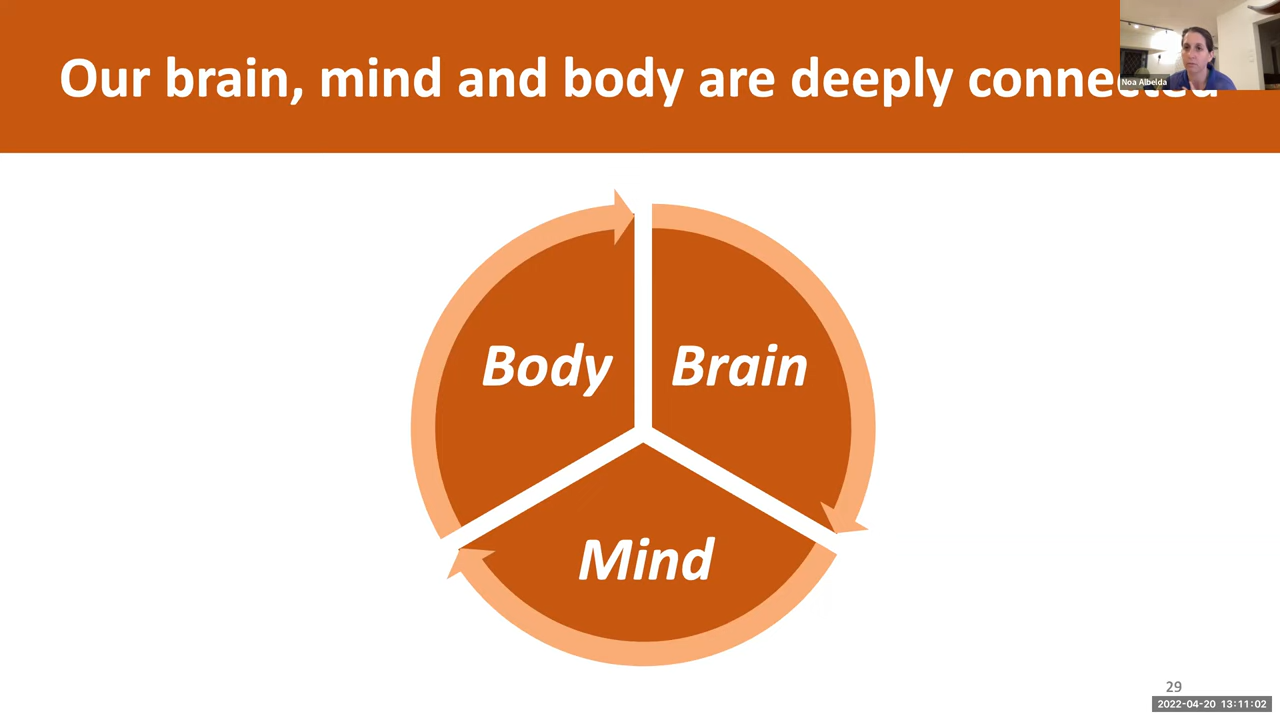 Our brain, mind and body are deeply connected
Noa Albelda
Body
Brain
Mind
29
2022-04-20 13:11:02